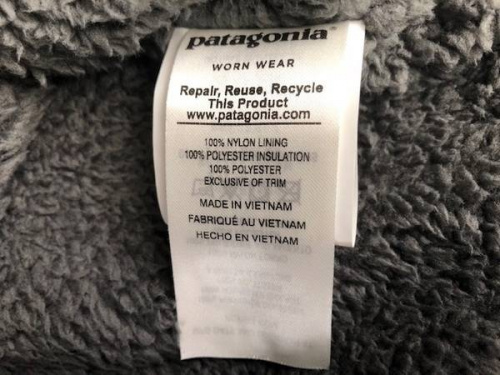 patagonia
WORN WEAR
Repair, Reuse, Recycle
This Product
www.patagonia.com
100% NYLON LINING
100% POLYESTER INSULATION
100% POLYESTER
EXCLUSIVE OF TRIM
MADE IN VIETNAM
FABRIQUÉ AU VIETNAM
HECHO EN VIETNAM